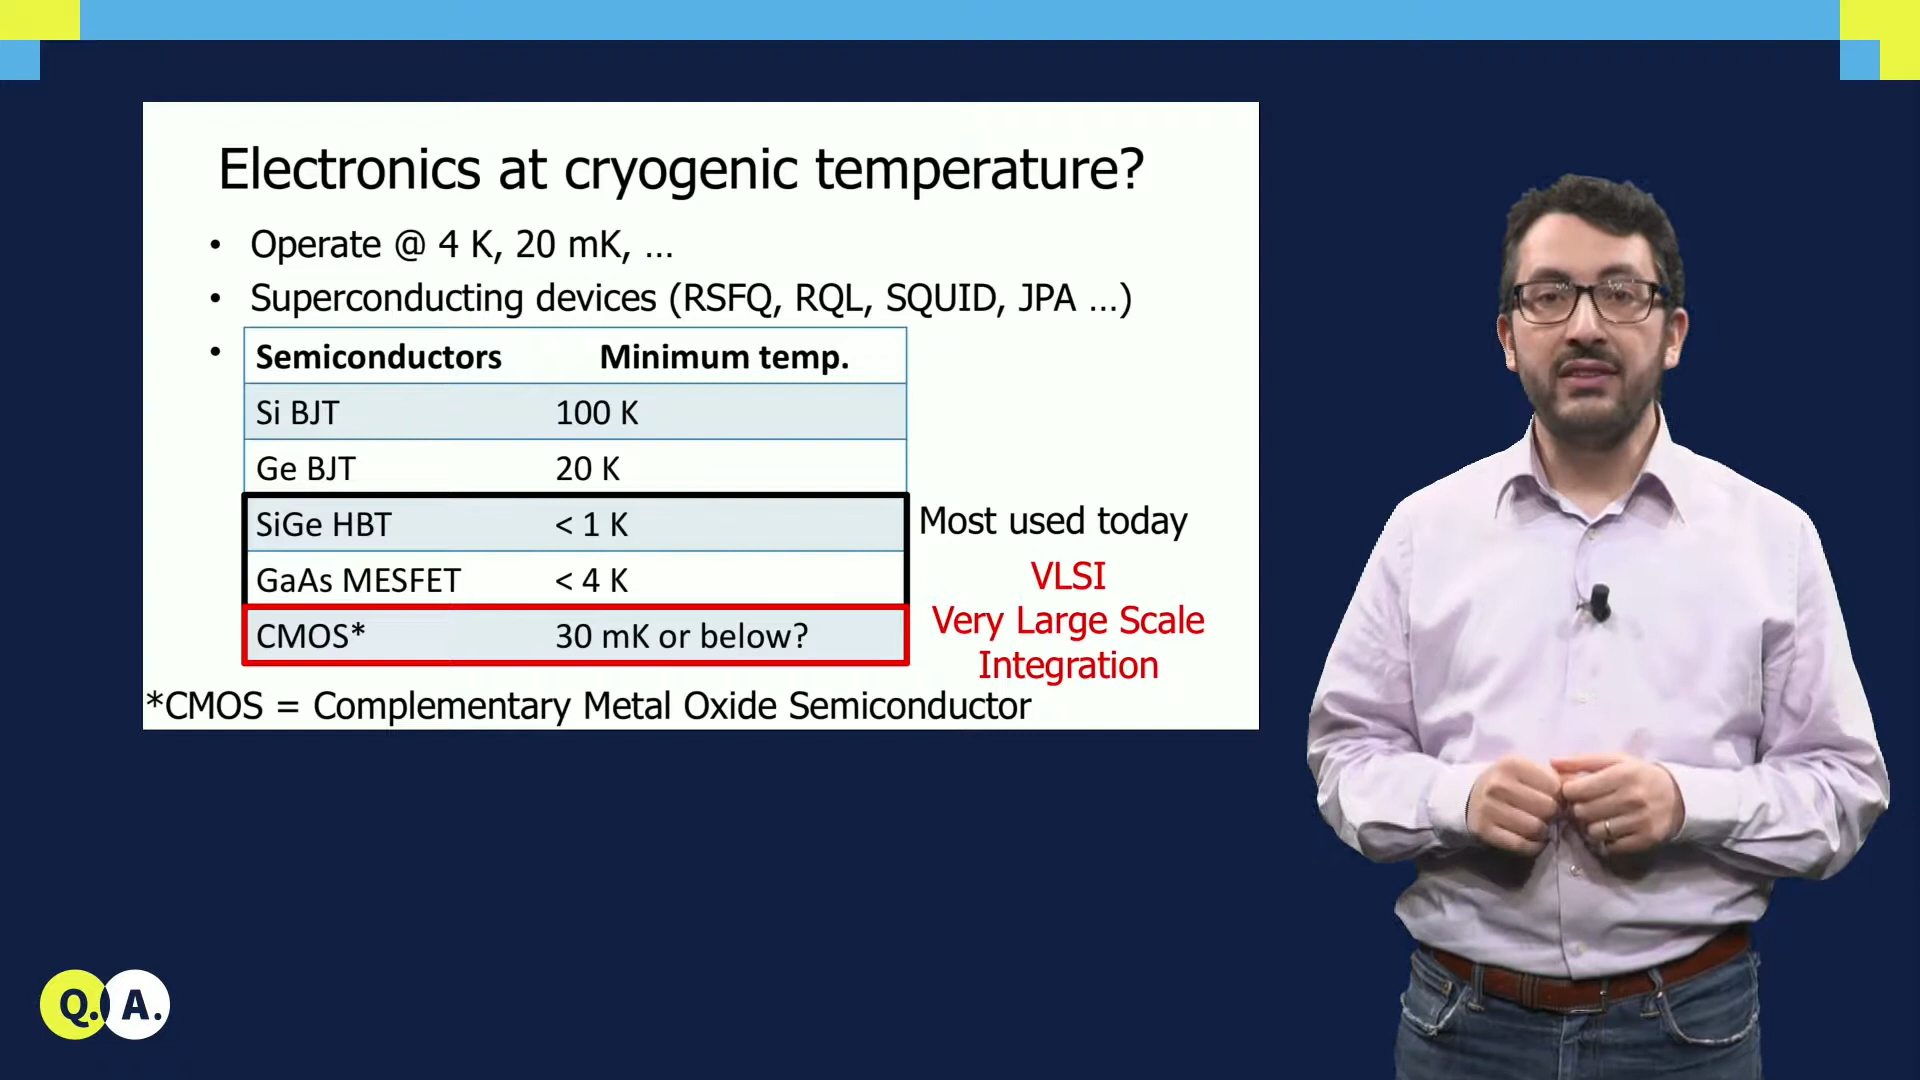 Electronics at cryogenic temperature?
• Operate @ 4 K, 20 mK, ...
• Superconducting devices (RSFQ, RQL, SQUID, JPA ...)
• Semiconductors Minimum temp.
Si BJT 100 K
Ge BJT 20 K
SiGe HBT < 1 K Most used today
GaAs MESFET < 4 K VLSI
Very Large Scale
CMOS* 30 mK or below?
Integration
*CMOS = Complementary Metal Oxide Semiconductor
Q. A.